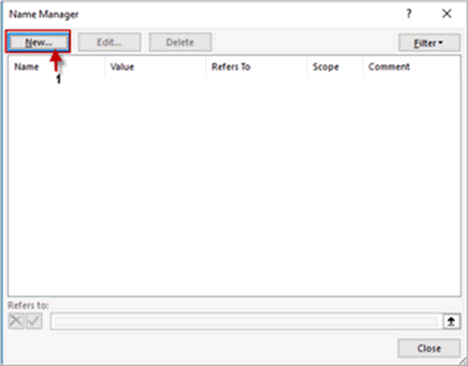 Name Manager ?
New... Edit... Delete Filter
1
Name Value Refers To Scope Comment
Refers to:
Close